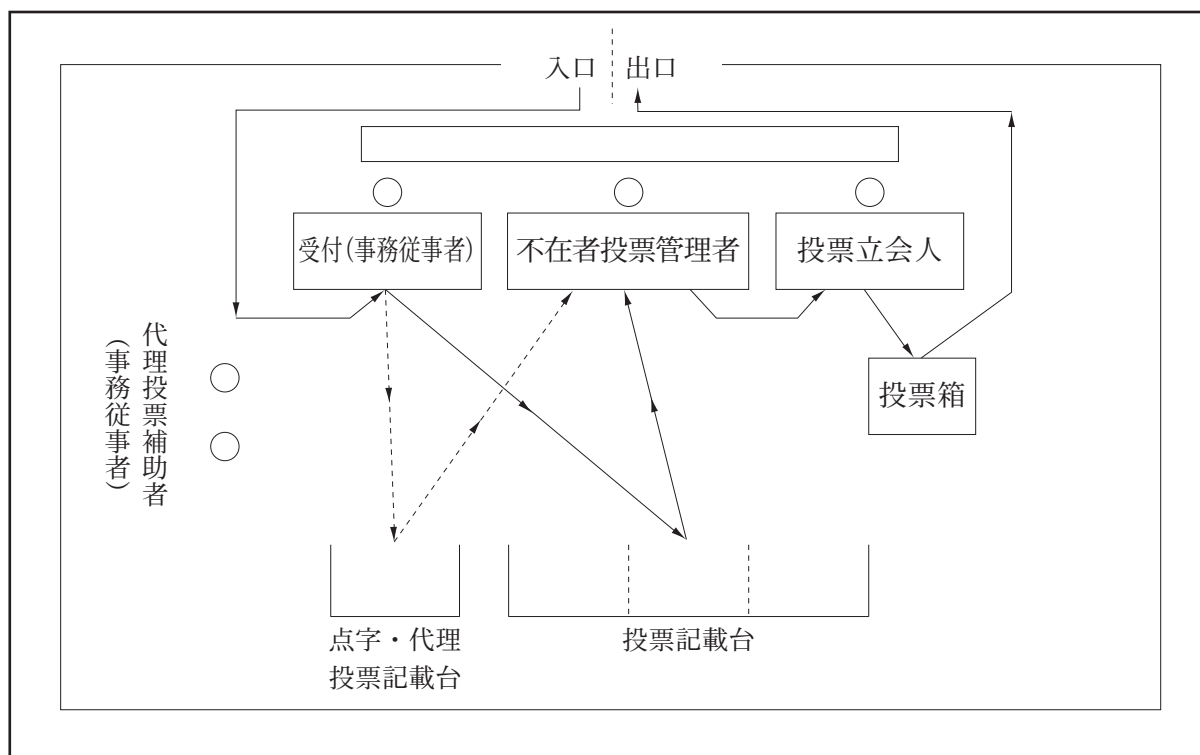 入口
出口
受付(事務従事者)
不在者投票管理者
投票立会人
投票箱
代理投票補助者
(事務従事者)
点字・代理
投票記載台
投票記載台